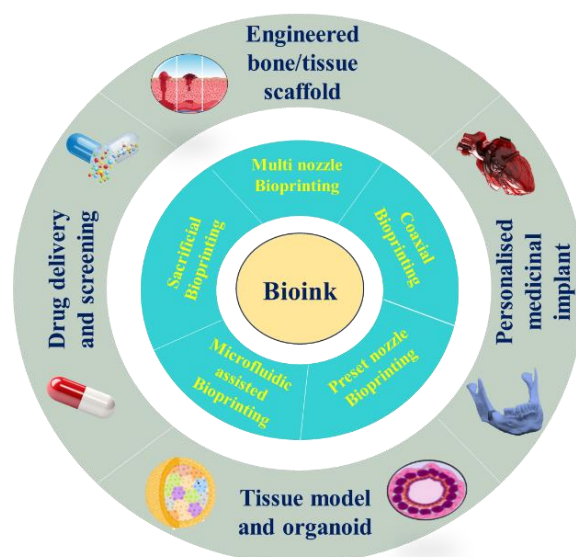 Engineered
bone/tissue
scaffold
Multi nozzle
Bioprinting
Coaxial
Bioprinting
Sacrificial
Bioprinting
Bioink
Drug delivery
and screening
Personalised
medicinal
implant
Microfluidic
assisted
Bioprinting
Preset nozzle
Bioprinting
Tissue model
and organoid